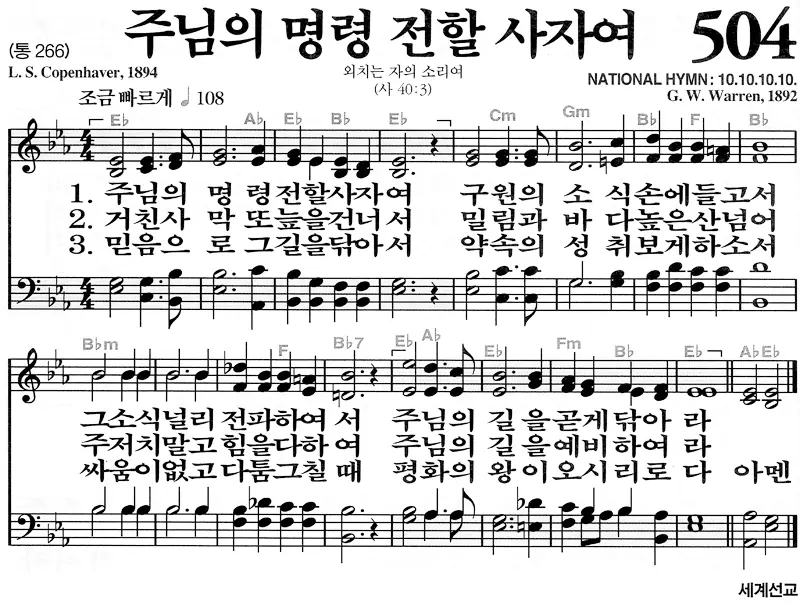 주님의 명령 전할 사자여 504
(통 266)
L. S. Copenhaver, 1894
외치는 자의 소리여
(사 40:3)
NATIONAL HYMN: 10.10.10.10.
G. W. Warren, 1892
조금 빠르게 ♩108
E♭ A♭ E♭ B♭ E♭ Cm Gm B♭ F B♭
4 4
1. 주님의 명 령전할사자여 구원의 소 식손에들고서
2. 거친사 막 또늪을건너서 밀림과 바 다높은산넘어
3. 믿음으 로 그길을닦아서 약속의 성 취보게하소서
4 4
B♭m F B♭7 E♭ A♭ E♭ Fm B♭ E♭ A♭ E♭
그소식널리 전파하여 서 주님의 길 을곧게닦아 라
주저치말고 힘을다하 여 주님의 길 을예비하여 라
싸움이없고 다툼그칠 때 평화의 왕 이오시리로 다 아멘
세계선교